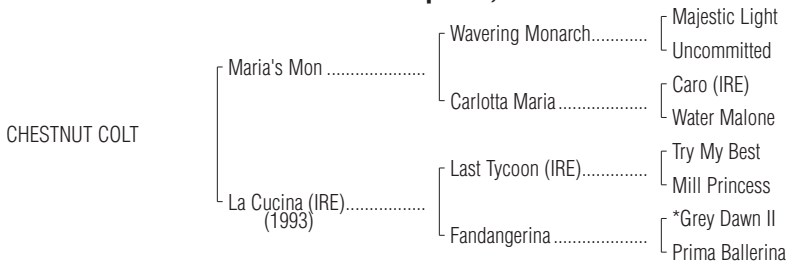 Majestic Light
Wavering Monarch............
Uncommitted
Maria's Mon .....................
Caro (IRE)
Carlotta Maria...................
Water Malone
CHESTNUT COLT
Try My Best
Last Tycoon (IRE)..............
Mill Princess
La Cucina (IRE).................
(1993)
*Grey Dawn II
Fandangerina....................
Prima Ballerina